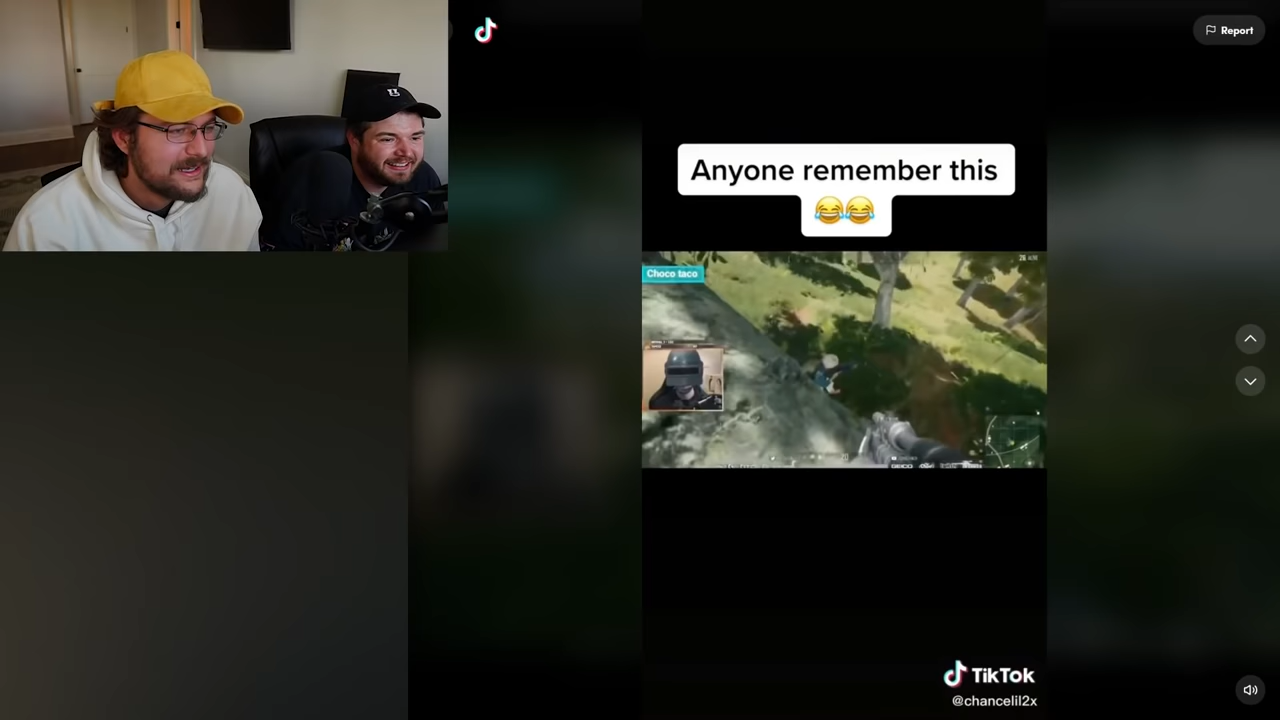 Report
Anyone remember this
😂😂
Choco taco
TikTok
@chancelil2x